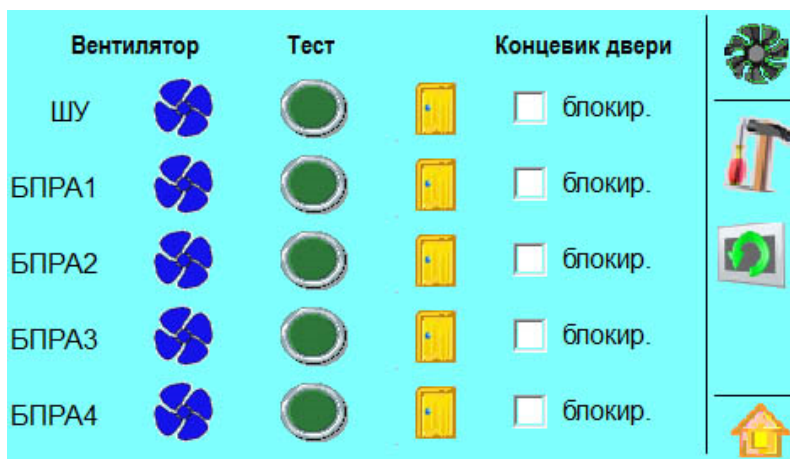 Вентилятор Тест Концевик двери
ШУ блокир.
БПРА1 блокир.
БПРА2 блокир.
БПРА3 блокир.
БПРА4 блокир.